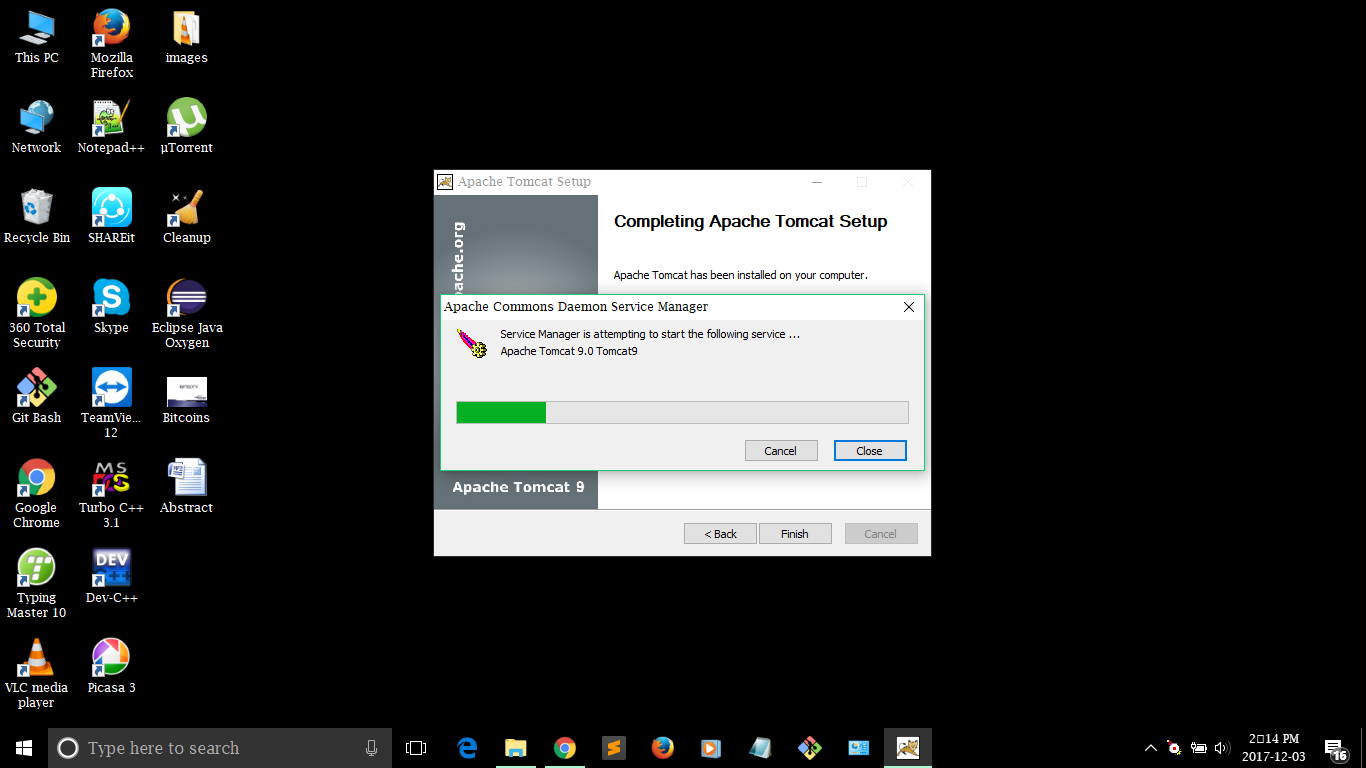 This PC
Mozilla
Firefox
images
Network
Notepad++
µTorrent
Recycle Bin
SHAREit
Cleanup
360 Total
Security
Skype
Eclipse Java
Oxygen
Git Bash
TeamVie...
12
Bitcoins
Google
Chrome
Turbo C++
3.1
Abstract
Typing
Master 10
DEV
Dev-C++
VLC media
player
Picasa 3
Apache Tomcat Setup
Completing Apache Tomcat Setup
Apache Tomcat has been installed on your computer.
ache.org
Apache Commons Daemon Service Manager
Service Manager is attempting to start the following service ...
Apache Tomcat 9.0 Tomcat9
Cancel
Close
Apache Tomcat 9
< Back
Finish
Cancel
Type here to search
2▯14 PM
2017-12-03
16